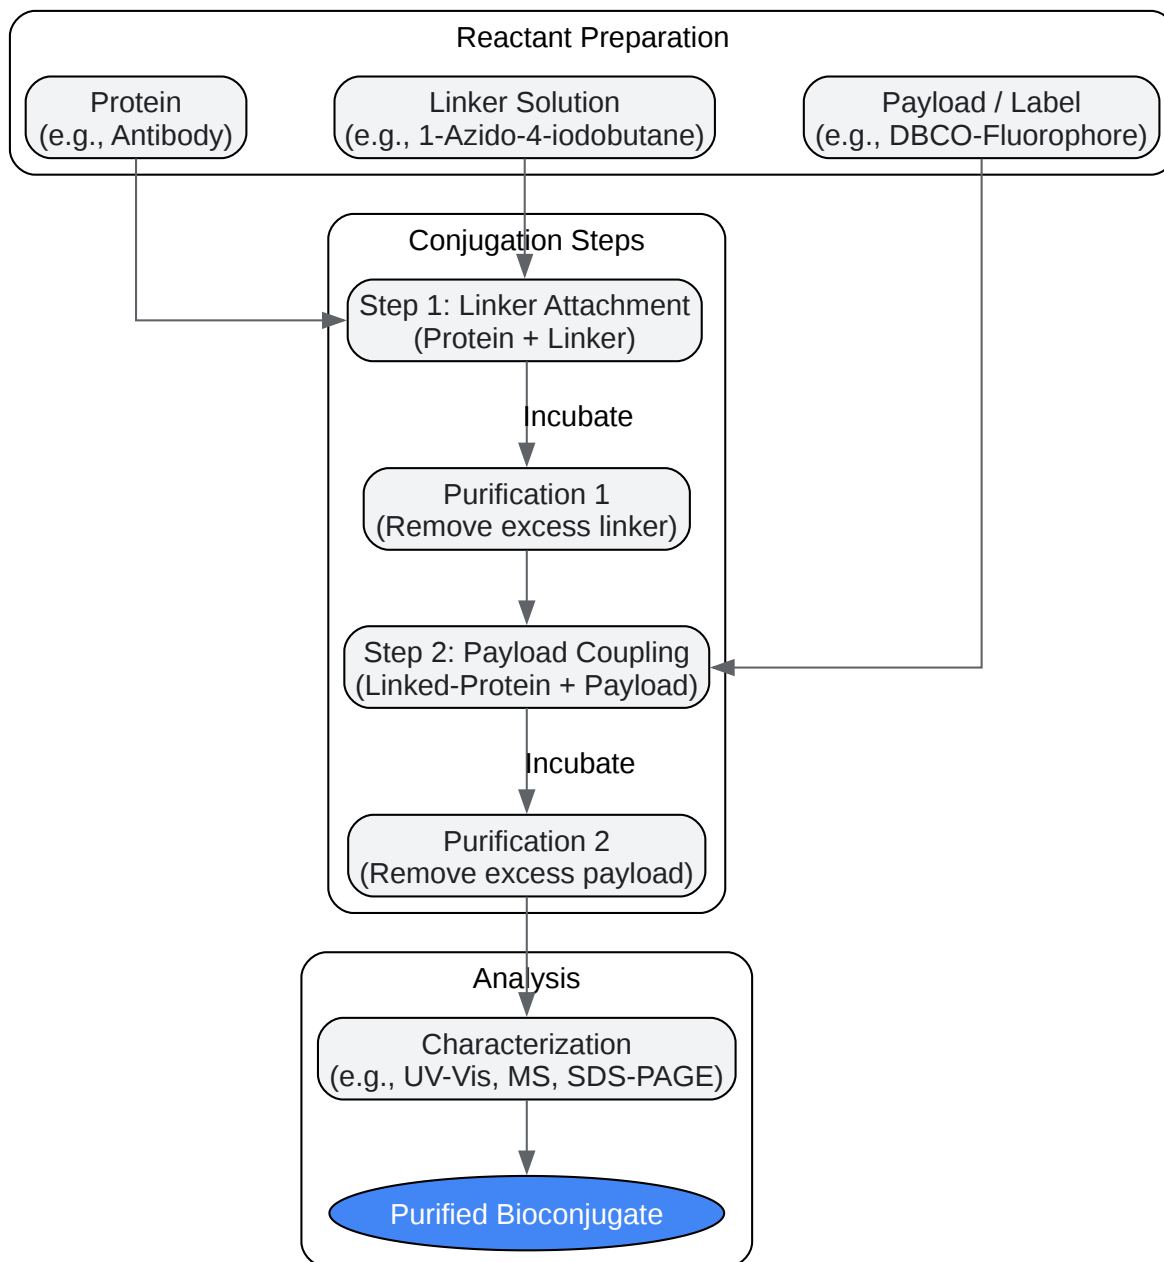 Reactant Preparation
Protein
(e.g., Antibody)
Linker Solution
(e.g., 1-Azido-4-iodobutane)
Payload / Label
(e.g., DBCO-Fluorophore)
Conjugation Steps
Step 1: Linker Attachment
(Protein + Linker)
Incubate
Purification 1
(Remove excess linker)
Step 2: Payload Coupling
(Linked-Protein + Payload)
Incubate
Purification 2
(Remove excess payload)
Analysis
Characterization
(e.g., UV-Vis, MS, SDS-PAGE)
Purified Bioconjugate